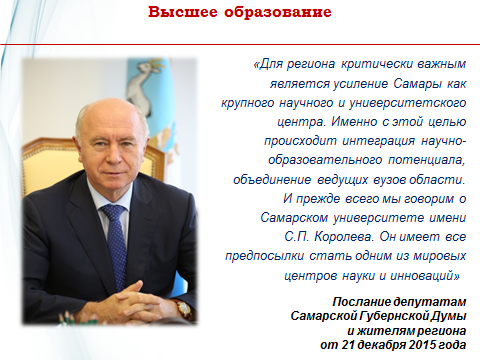 Высшее образование
«Для региона критически важным
является усиление Самары как
крупного научного и университетского
центра. Именно с этой целью
происходит интеграция научно-
образовательного потенциала,
объединение ведущих вузов области.
И прежде всего мы говорим о
Самарском университете имени
С.П. Королева. Он имеет все
предпосылки стать одним из мировых
центров науки и инноваций»
Послание депутатам
Самарской Губернской Думы
и жителям региона
от 21 декабря 2015 года